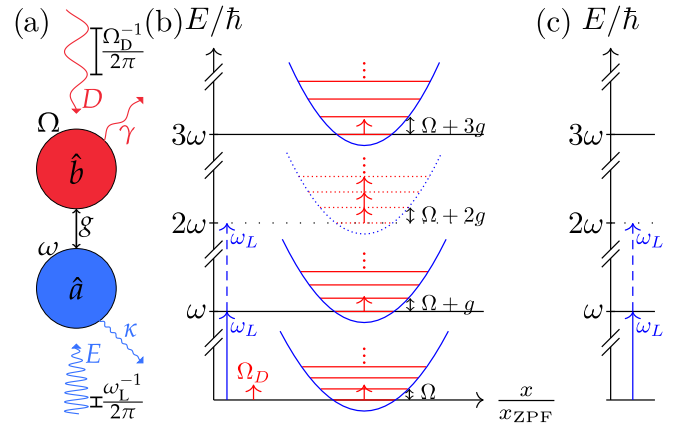 (a)
Ω_D^{-1}
2π
D
Ω
γ
b̂
g
ω
â
κ
E
ω_L^{-1}
2π
(b) E/ħ
3ω
Ω + 3g
2ω
ω_L
Ω + 2g
ω
ω_L
Ω + g
Ω_D
Ω
x
x_ZPF
(c) E/ħ
3ω
2ω
ω_L
ω
ω_L